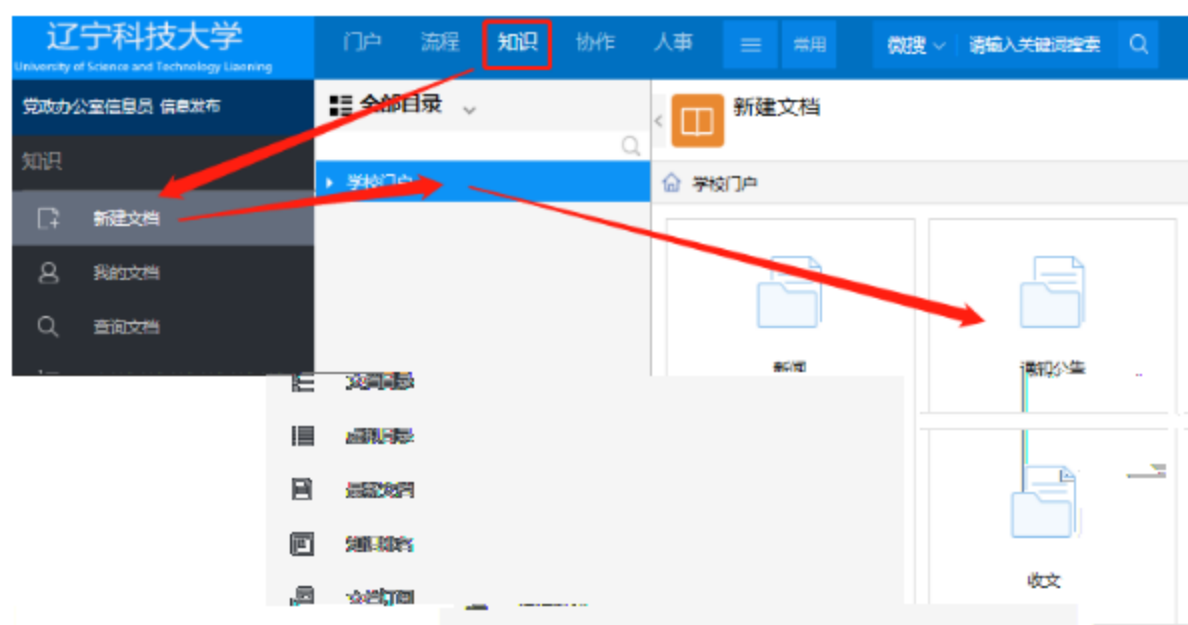 辽宁科技大学
University of Science and Technology Liaoning
门户 流程 知识 协作 人事 常用 微搜 请输入关键词搜索
党政办公室信息员 信息发布
全部目录
新建文档
知识
学校门户
学校门户
新建文档
我的文档
查询文档
新闻
通知公告
收文